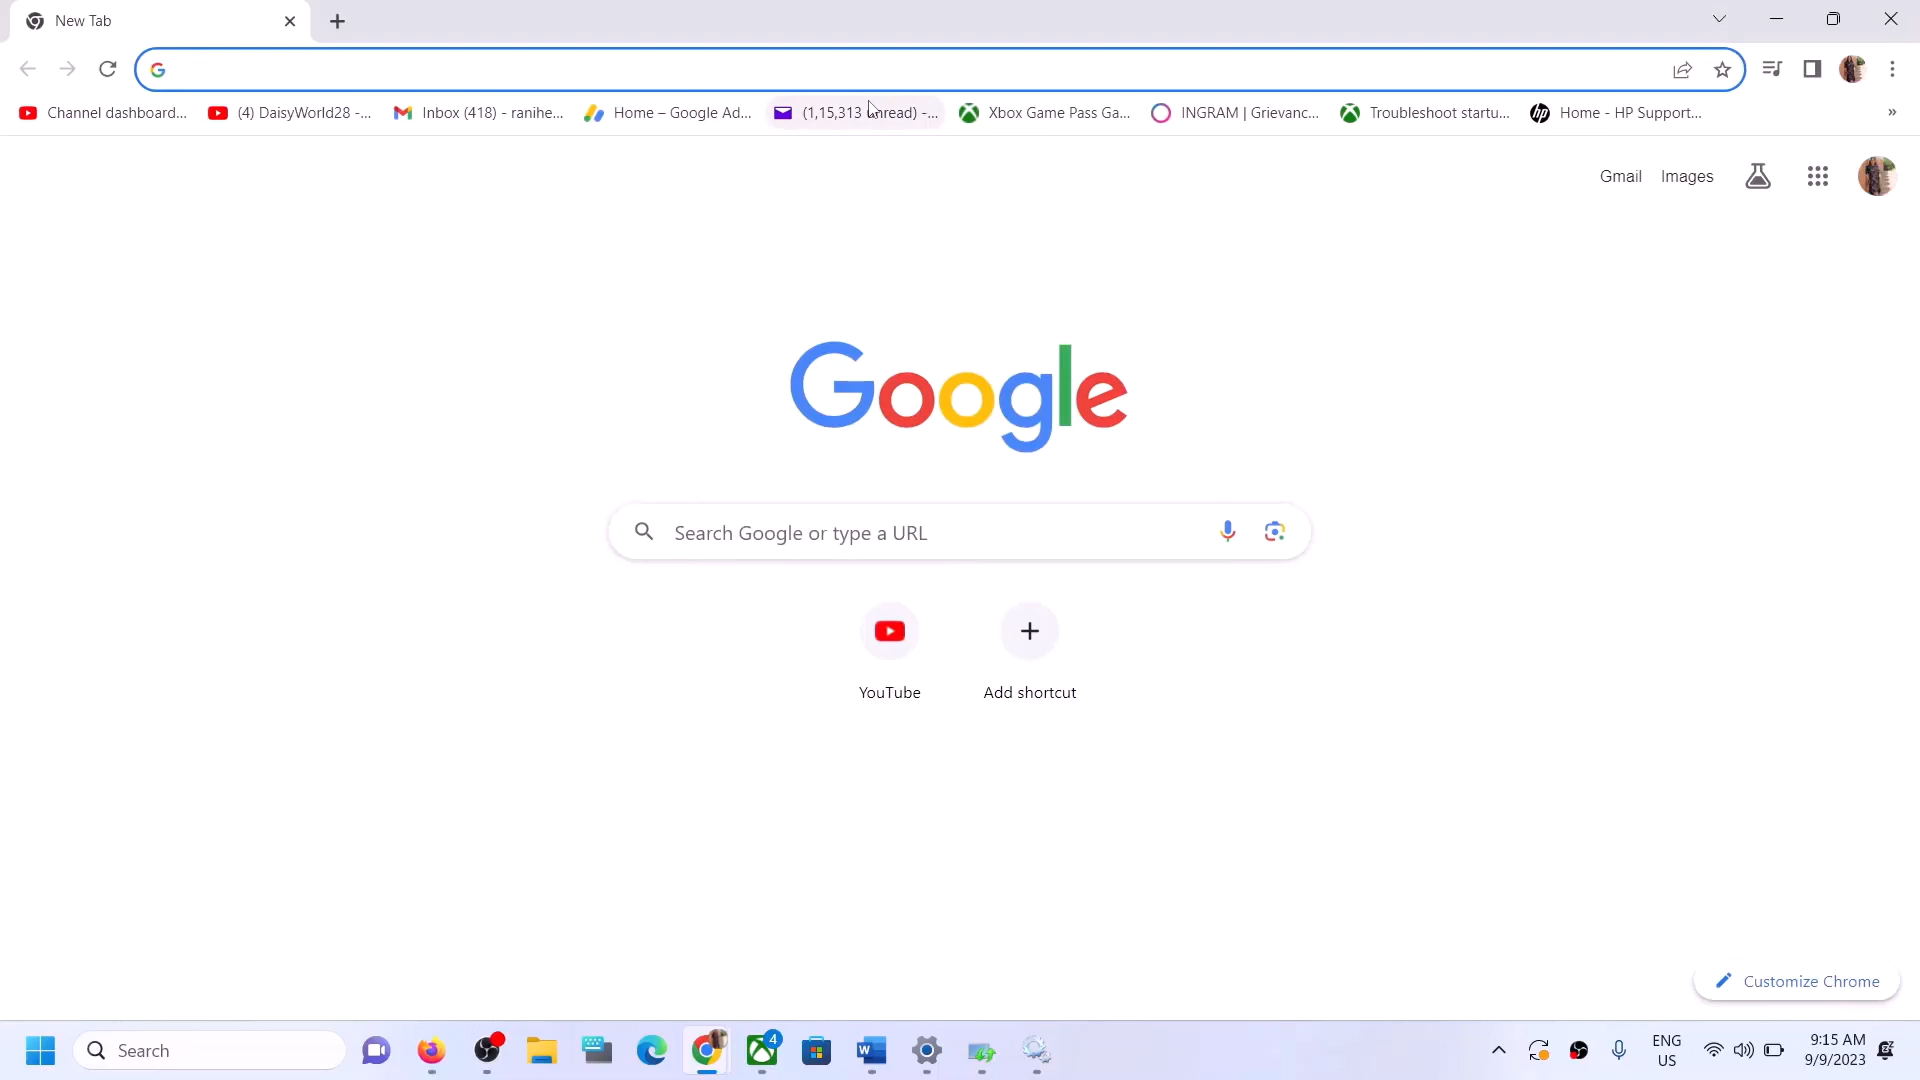 New Tab
Channel dashboard...
(4) DaisyWorld28 -...
Inbox (418) - ranihe...
Home – Google Ad...
(1,15,313 unread) -...
Xbox Game Pass Ga...
INGRAM | Grievanc...
Troubleshoot startu...
Home - HP Support...
»
Gmail
Images
Google
Search Google or type a URL
YouTube
Add shortcut
Customize Chrome
Search
4
ENG
US
9:15 AM
9/9/2023